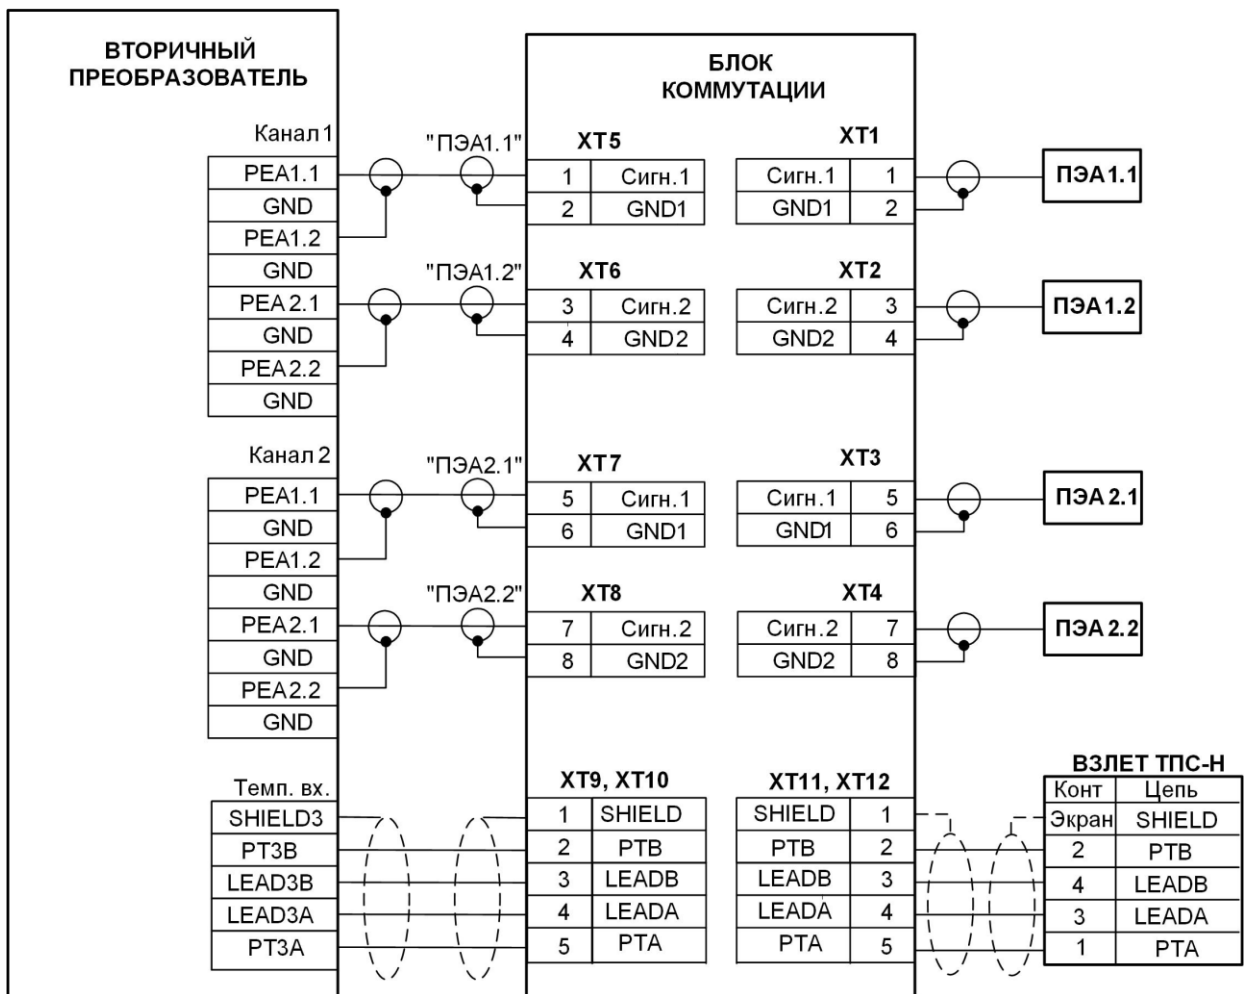 ВТОРИЧНЫЙ
ПРЕОБРАЗОВАТЕЛЬ
БЛОК
КОММУТАЦИИ
Канал 1
PEA1.1
GND
PEA1.2
GND
PEA2.1
GND
PEA2.2
GND
Канал 2
PEA1.1
GND
PEA1.2
GND
PEA2.1
GND
PEA2.2
GND
Темп. вх.
SHIELD3
PT3B
LEAD3B
LEAD3A
PT3A
"ПЭА1.1"
"ПЭА1.2"
"ПЭА2.1"
"ПЭА2.2"
XT5
1 Сигн.1
2 GND1
XT6
3 Сигн.2
4 GND2
XT7
5 Сигн.1
6 GND1
XT8
7 Сигн.2
8 GND2
XT9, XT10
1 SHIELD
2 PTB
3 LEADB
4 LEADA
5 PTA
XT1
Сигн.1 1
GND1 2
XT2
Сигн.2 3
GND2 4
XT3
Сигн.1 5
GND1 6
XT4
Сигн.2 7
GND2 8
XT11, XT12
SHIELD 1
PTB 2
LEADB 3
LEADA 4
PTA 5
ПЭА1.1
ПЭА1.2
ПЭА2.1
ПЭА2.2
ВЗЛЕТ ТПС-Н
Конт Цепь
Экран SHIELD
2 PTB
4 LEADB
3 LEADA
1 PTA